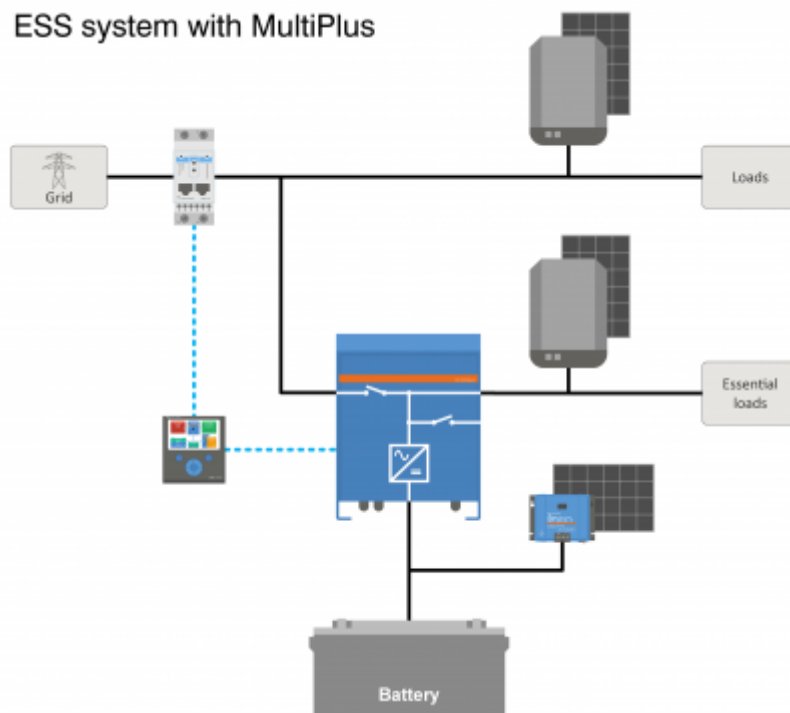 ESS system with MultiPlus
Grid
Loads
Essential
loads
Battery